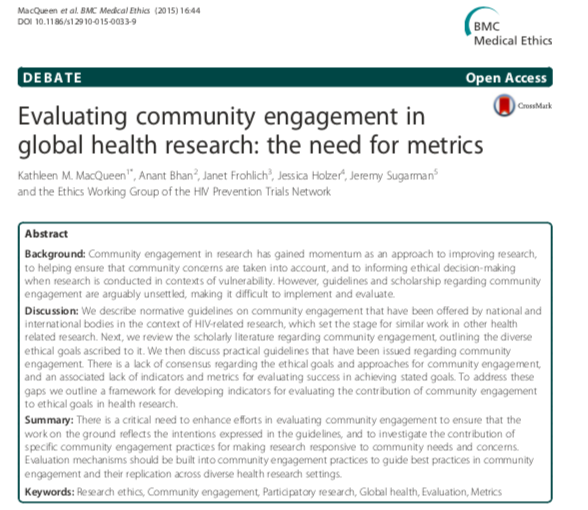 MacQueen et al. BMC Medical Ethics (2015) 16:44
DOI 10.1186/s12910-015-0033-9
BMC
Medical Ethics
DEBATE
Open Access
CrossMark
Evaluating community engagement in
global health research: the need for metrics
Kathleen M. MacQueen1*, Anant Bhan2, Janet Frohlich3, Jessica Holzer4, Jeremy Sugarman5
and the Ethics Working Group of the HIV Prevention Trials Network
Abstract
Background: Community engagement in research has gained momentum as an approach to improving research,
to helping ensure that community concerns are taken into account, and to informing ethical decision-making
when research is conducted in contexts of vulnerability. However, guidelines and scholarship regarding community
engagement are arguably unsettled, making it difficult to implement and evaluate.
Discussion: We describe normative guidelines on community engagement that have been offered by national and
international bodies in the context of HIV-related research, which set the stage for similar work in other health
related research. Next, we review the scholarly literature regarding community engagement, outlining the diverse
ethical goals ascribed to it. We then discuss practical guidelines that have been issued regarding community
engagement. There is a lack of consensus regarding the ethical goals and approaches for community engagement,
and an associated lack of indicators and metrics for evaluating success in achieving stated goals. To address these
gaps we outline a framework for developing indicators for evaluating the contribution of community engagement
to ethical goals in health research.
Summary: There is a critical need to enhance efforts in evaluating community engagement to ensure that the
work on the ground reflects the intentions expressed in the guidelines, and to investigate the contribution of
specific community engagement practices for making research responsive to community needs and concerns.
Evaluation mechanisms should be built into community engagement practices to guide best practices in community
engagement and their replication across diverse health research settings.
Keywords: Research ethics, Community engagement, Participatory research, Global health, Evaluation, Metrics